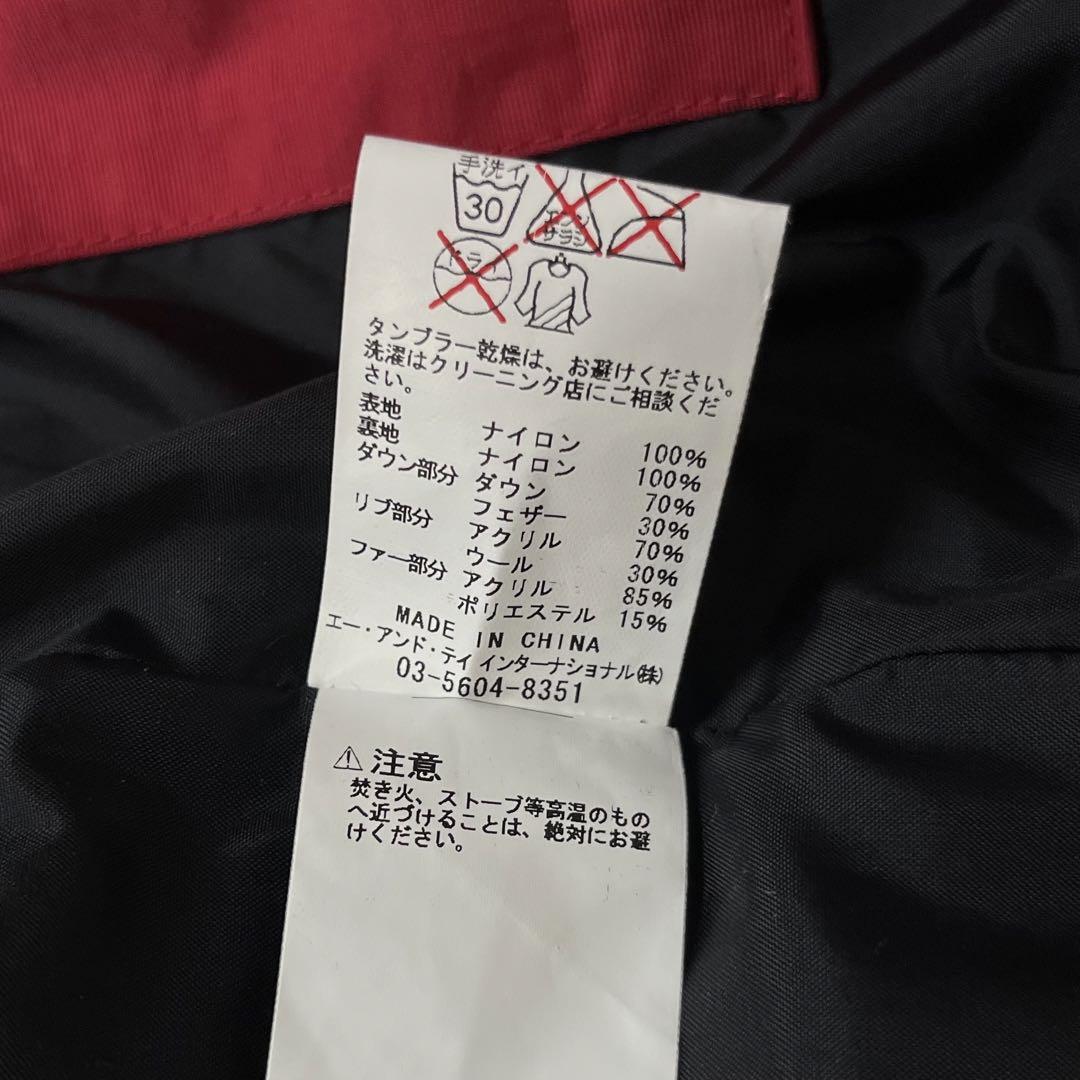 手洗イ
30
エンソ
サラシ
ドライ
タンブラー乾燥は、お避けください。
洗濯はクリーニング店にご相談くだ
さい。
表地 ナイロン 100%
裏地 ナイロン 100%
ダウン部分 ダウン 70%
フェザー 30%
リブ部分 アクリル 70%
ウール 30%
ファー部分 アクリル 85%
ポリエステル 15%
MADE IN CHINA
エー・アンド・ティ インターナショナル㈱
03-5604-8351
⚠ 注意
焚き火、ストーブ等高温のもの
へ近づけることは、絶対にお避
けください。